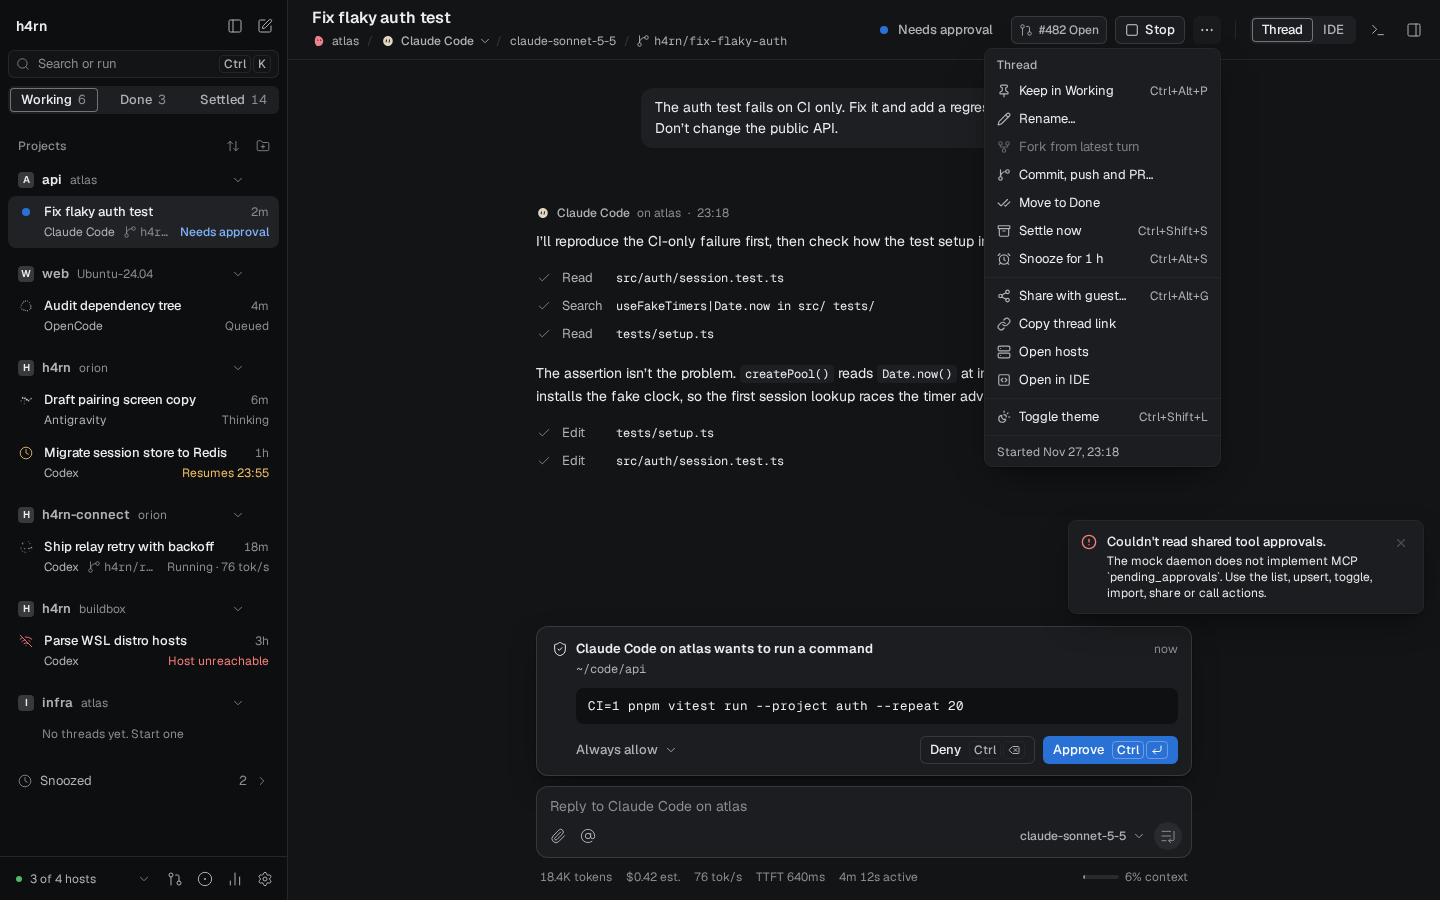 h4rn
Search or run Ctrl K
Working 6 Done 3 Settled 14
Projects
A api atlas
Fix flaky auth test 2m
Claude Code h4r… Needs approval
W web Ubuntu-24.04
Audit dependency tree 4m
OpenCode Queued
H h4rn orion
Draft pairing screen copy 6m
Antigravity Thinking
Migrate session store to Redis 1h
Codex Resumes 23:55
H h4rn-connect orion
Ship relay retry with backoff 18m
Codex h4rn/r… Running · 76 tok/s
H h4rn buildbox
Parse WSL distro hosts 3h
Codex Host unreachable
I infra atlas
No threads yet. Start one
Snoozed 2
3 of 4 hosts
Fix flaky auth test
atlas / Claude Code / claude-sonnet-5-5 / h4rn/fix-flaky-auth
Needs approval #482 Open Stop Thread IDE
The auth test fails on CI only. Fix it and add a regres
Don't change the public API.
Claude Code on atlas · 23:18
I'll reproduce the CI-only failure first, then check how the test setup in
Read src/auth/session.test.ts
Search useFakeTimers|Date.now in src/ tests/
Read tests/setup.ts
The assertion isn't the problem. createPool() reads Date.now() at i
installs the fake clock, so the first session lookup races the timer adv
Edit tests/setup.ts
Edit src/auth/session.test.ts
Thread
Keep in Working Ctrl+Alt+P
Rename…
Fork from latest turn
Commit, push and PR…
Move to Done
Settle now Ctrl+Shift+S
Snooze for 1 h Ctrl+Alt+S
Share with guest… Ctrl+Alt+G
Copy thread link
Open hosts
Open in IDE
Toggle theme Ctrl+Shift+L
Started Nov 27, 23:18
Couldn't read shared tool approvals.
The mock daemon does not implement MCP
`pending_approvals`. Use the list, upsert, toggle,
import, share or call actions.
Claude Code on atlas wants to run a command now
~/code/api
CI=1 pnpm vitest run --project auth --repeat 20
Always allow Deny Ctrl Approve Ctrl
Reply to Claude Code on atlas
claude-sonnet-5-5
18.4K tokens $0.42 est. 76 tok/s TTFT 640ms 4m 12s active 6% context